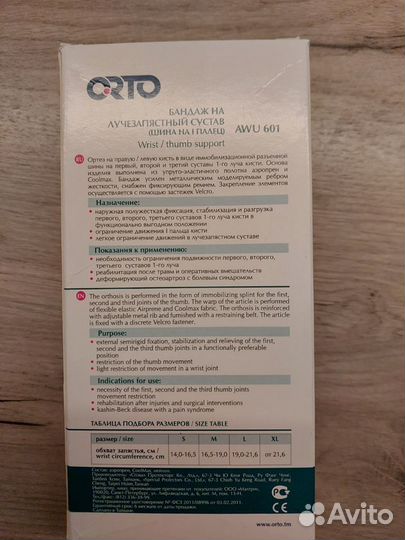 ORTO
БАНДАЖ НА
ЛУЧЕЗАПЯСТНЫЙ СУСТАВ
(ШИНА NA I ПАЛЕЦ) AWU 601
Wrist / thumb support
RU Ортез на правую / левую кисть в виде иммобилизационной разъемной
шины на первый, второй и третий суставы 1-го луча кисти. Основа
изделия выполнена из упруго-эластичного полотна аэропрен и
Coolmax. Бандаж усилен металлическим моделируемым ребром
жесткости, снабжен фиксирующим ремнем. Закрепление элементов
осуществляется с помощью застежек Velcro.
Назначение:
• наружная полужесткая фиксация, стабилизация и разгрузка
первого, второго, третьего суставов 1-го луча кисти в
функционально выгодном положении
• ограничение движения I пальца кисти
• легкое ограничение движений в лучезапястном суставе
Показания к применению:
• необходимость ограничения подвижности первого, второго,
третьего суставов 1-го луча
• реабилитация после травм и оперативных вмешательств
• деформирующий остеоартроз с болевым синдромом
EN The orthosis is performed in the form of immobilizing splint for the first,
second and third joints of the thumb. The warp of the article is performed
of flexible elastic Airprene and Coolmax fabric. The orthosis is reinforced
with adjustable metal rib and furnished with a restraining belt. The article
is fixed with a discrete Velcro fastener.
Purpose:
• external semirigid fixation, stabilization and relieving of the first,
second and third the thumb joints in a functionally preferable
position
• restriction of the thumb movement
• light restriction of movement in a wrist joint
Indications for use:
• necessity of the first, second and the third thumb joints
movement restriction
• rehabilitation after injuries and surgical interventions
• kashin-Beck disease with a pain syndrome
ТАБЛИЦА ПОДБОРА РАЗМЕРОВ / SIZE TABLE
размер / size S M L XL
обхват запястья, см / wrist circumference, cm 14,0-16,5 16,5-19,0 19,0-21,6 от 21,6
Состав: аэропрен, CoolMax, нейлон.
www.orto.fm
Avito